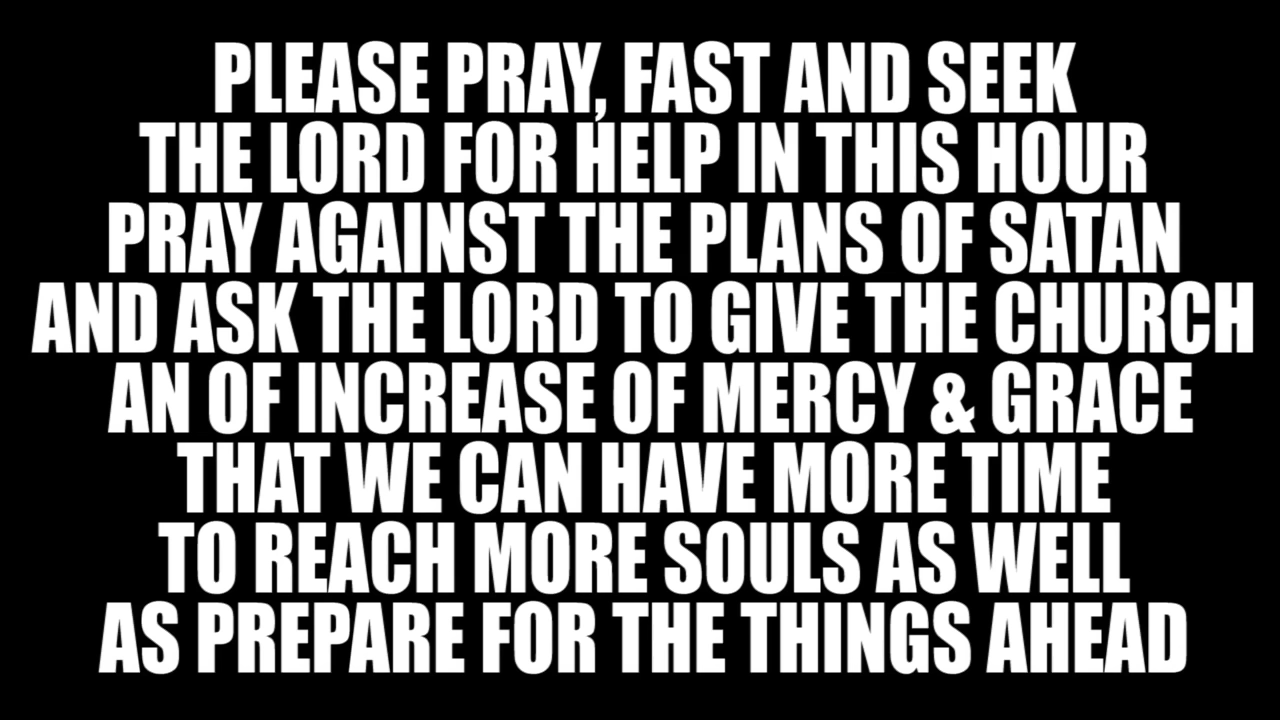 PLEASE PRAY, FAST AND SEEK
THE LORD FOR HELP IN THIS HOUR
PRAY AGAINST THE PLANS OF SATAN
AND ASK THE LORD TO GIVE THE CHURCH
AN OF INCREASE OF MERCY & GRACE
THAT WE CAN HAVE MORE TIME
TO REACH MORE SOULS AS WELL
AS PREPARE FOR THE THINGS AHEAD